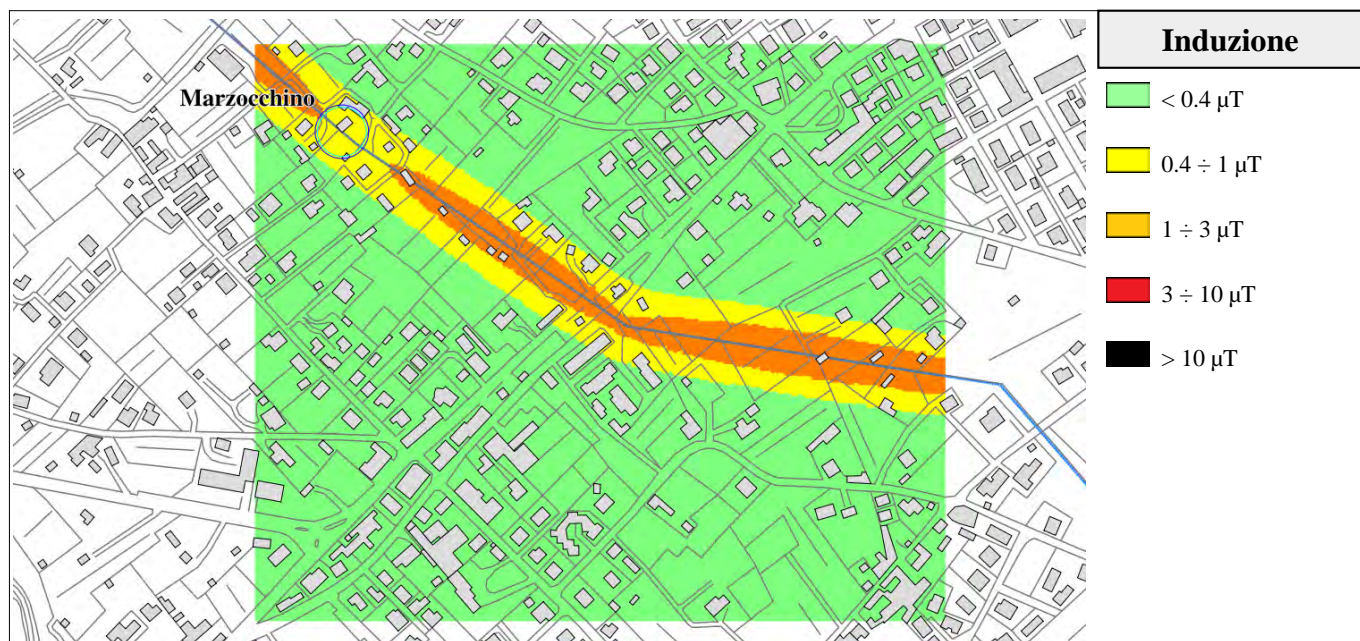 Induzione
Marzocchino
< 0.4 μT
0.4 ÷ 1 μT
1 ÷ 3 μT
3 ÷ 10 μT
> 10 μT